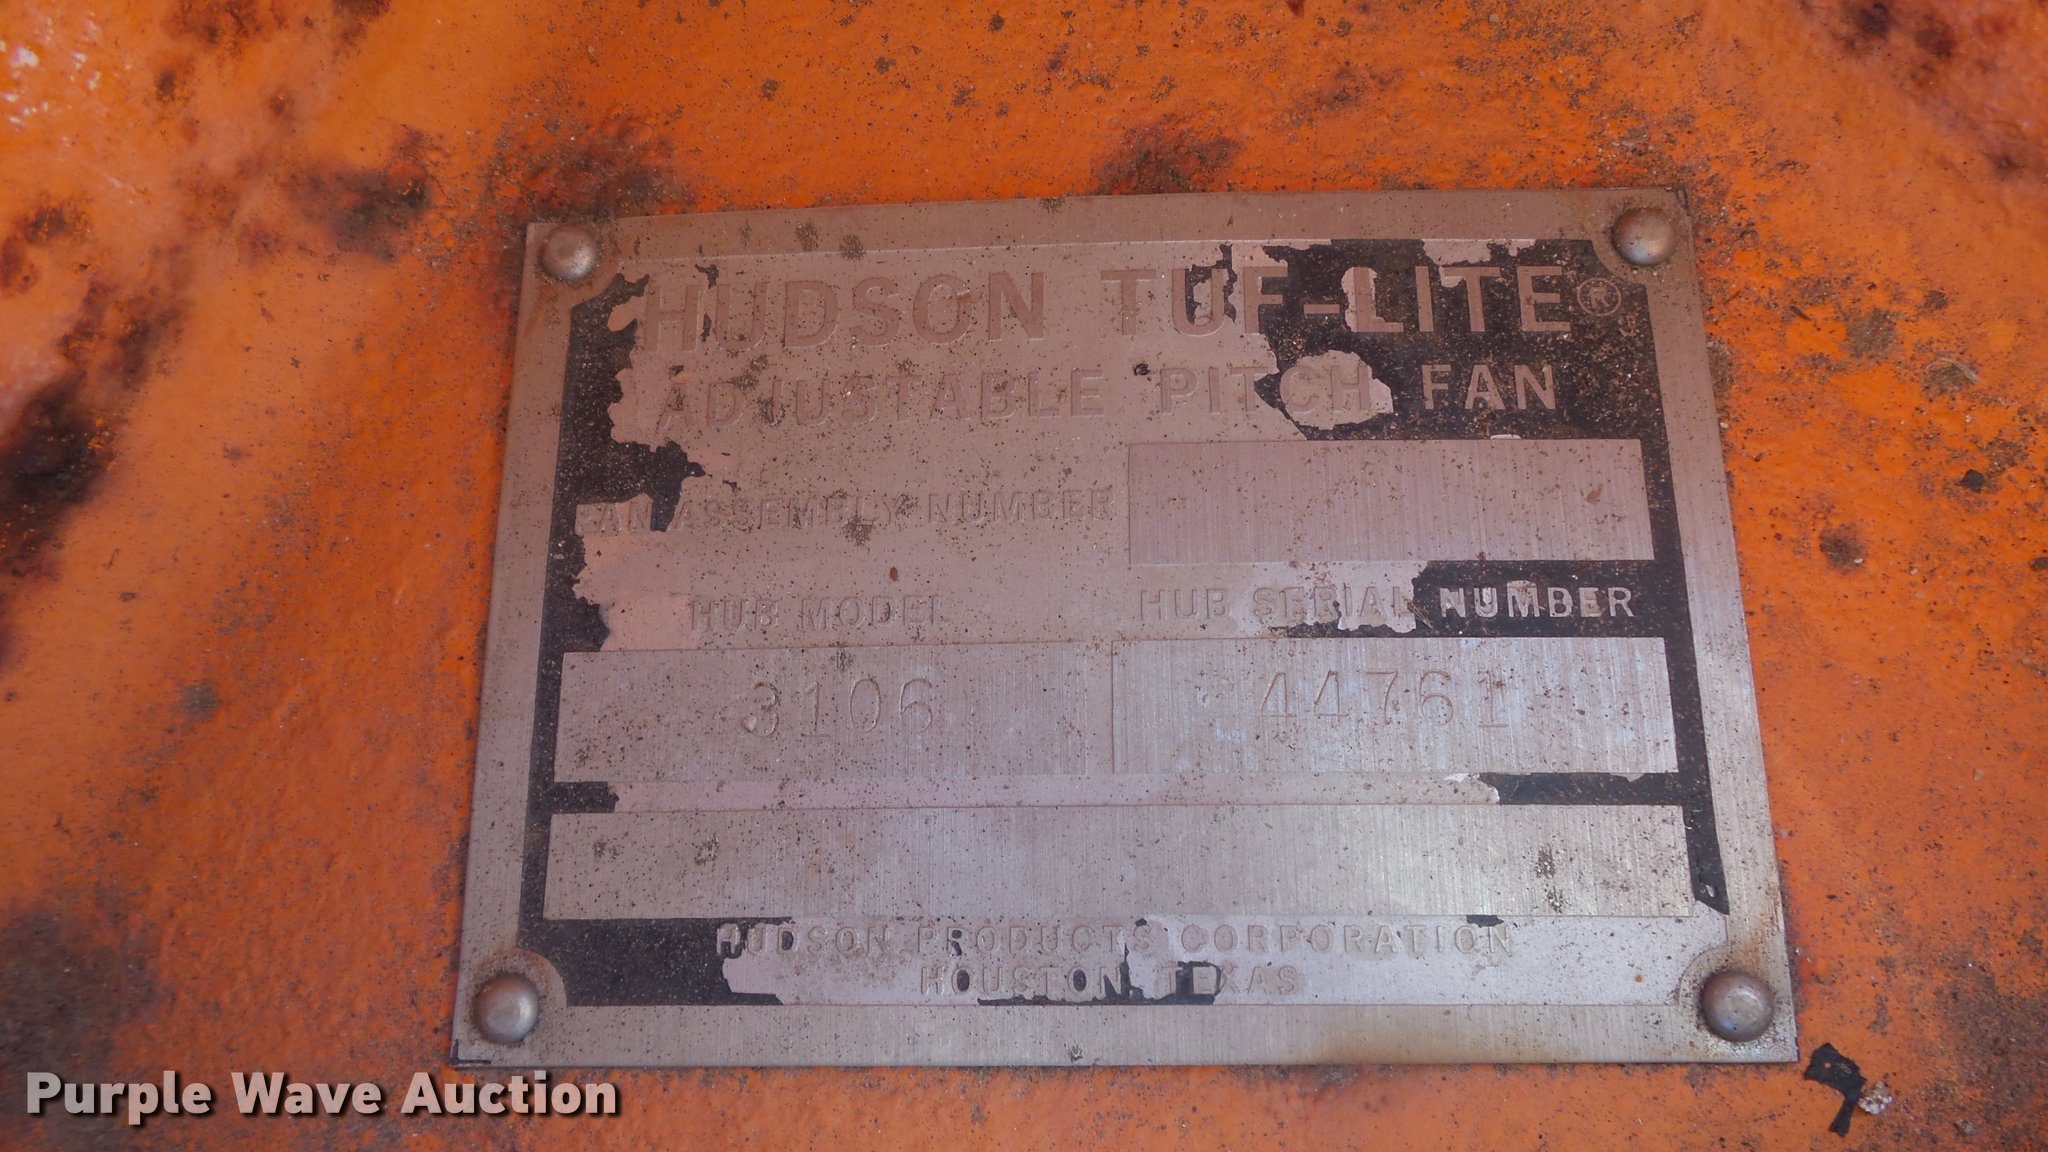 HUDSON TUF-LITE®
ADJUSTABLE PITCH FAN
FAN ASSEMBLY NUMBER
HUB MODEL HUB SERIAL NUMBER
3106 44761
HUDSON PRODUCTS CORPORATION
HOUSTON, TEXAS
Purple Wave Auction